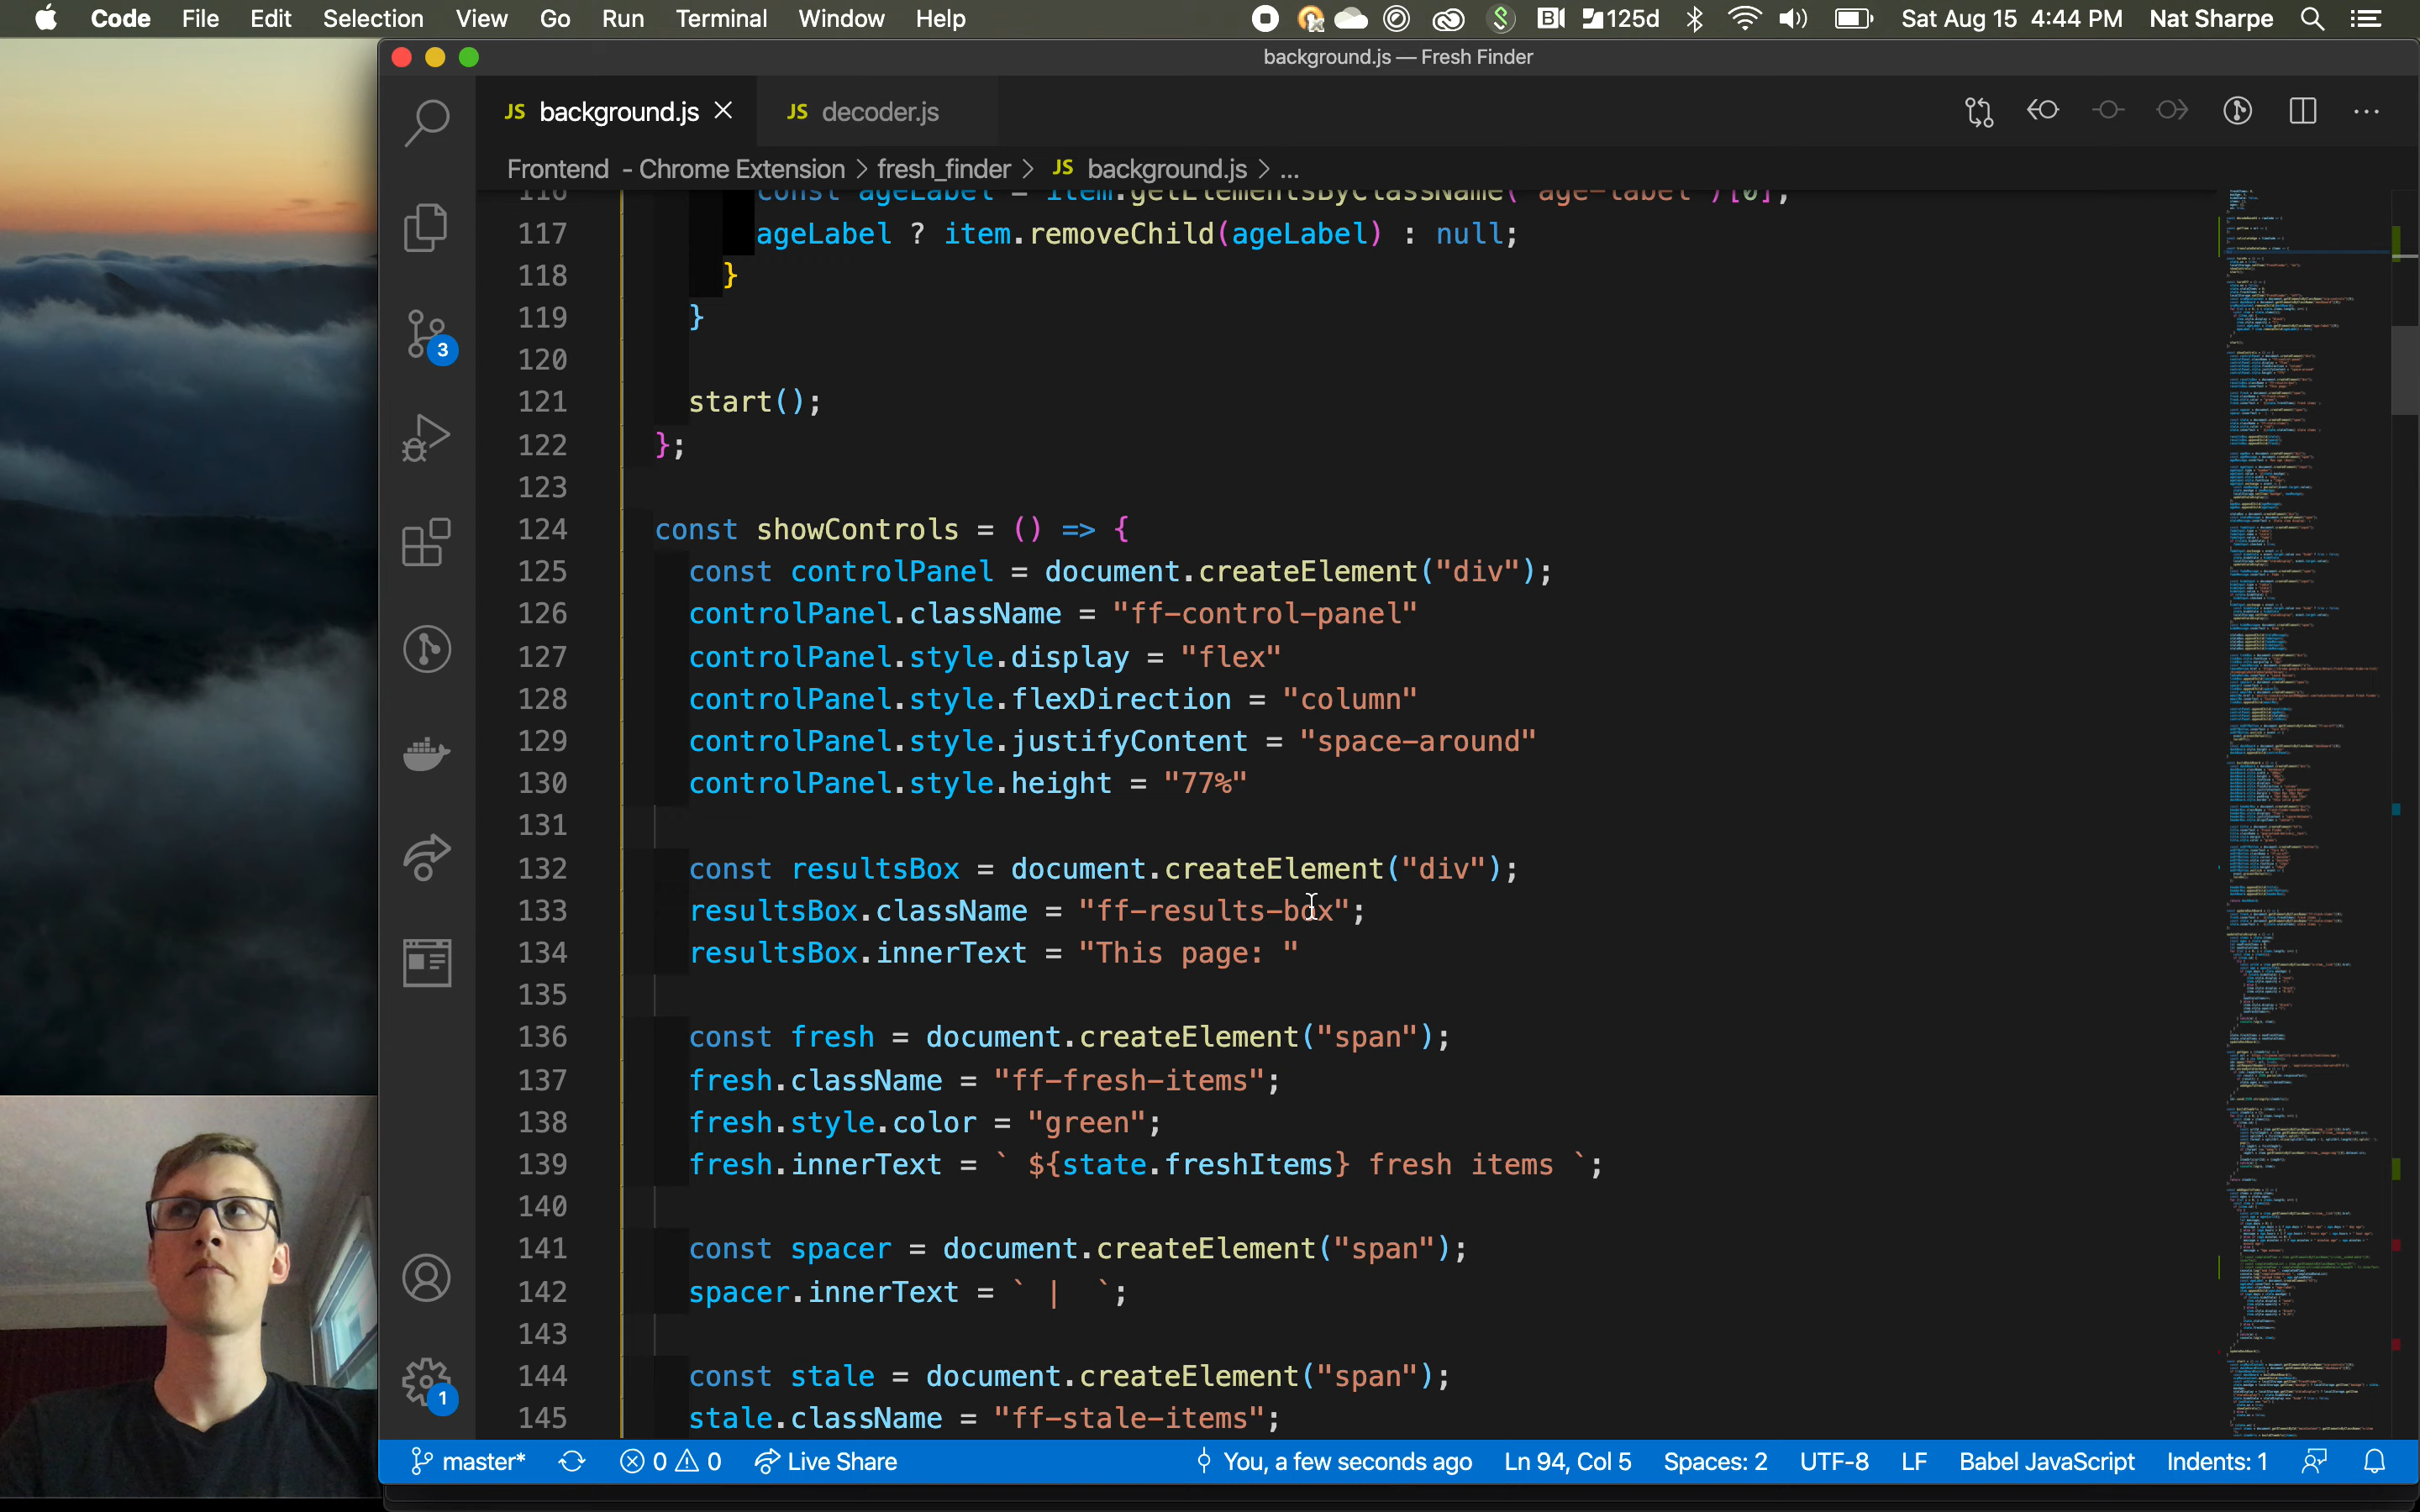 Code File Edit Selection View Go Run Terminal Window Help 125d Sat Aug 15 4:44 PM Nat Sharpe
background.js — Fresh Finder
JS background.js JS decoder.js
Frontend - Chrome Extension > fresh_finder > JS background.js > ...
116 const ageLabel = item.getElementsByClassName("age-label")[0];
117 ageLabel ? item.removeChild(ageLabel) : null;
118 }
119 }
120
121 start();
122 };
123
124 const showControls = () => {
125 const controlPanel = document.createElement("div");
126 controlPanel.className = "ff-control-panel"
127 controlPanel.style.display = "flex"
128 controlPanel.style.flexDirection = "column"
129 controlPanel.style.justifyContent = "space-around"
130 controlPanel.style.height = "77%"
131
132 const resultsBox = document.createElement("div");
133 resultsBox.className = "ff-results-box";
134 resultsBox.innerText = "This page: "
135
136 const fresh = document.createElement("span");
137 fresh.className = "ff-fresh-items";
138 fresh.style.color = "green";
139 fresh.innerText = ` ${state.freshItems} fresh items `;
140
141 const spacer = document.createElement("span");
142 spacer.innerText = ` |  `;
143
144 const stale = document.createElement("span");
145 stale.className = "ff-stale-items";
3
1
master* 0 0 Live Share You, a few seconds ago Ln 94, Col 5 Spaces: 2 UTF-8 LF Babel JavaScript Indents: 1